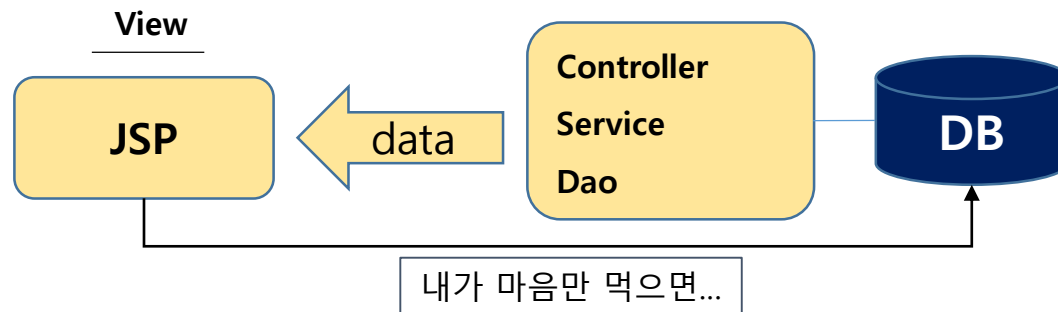 View
JSP
data
Controller
Service
Dao
DB
내가 마음만 먹으면...